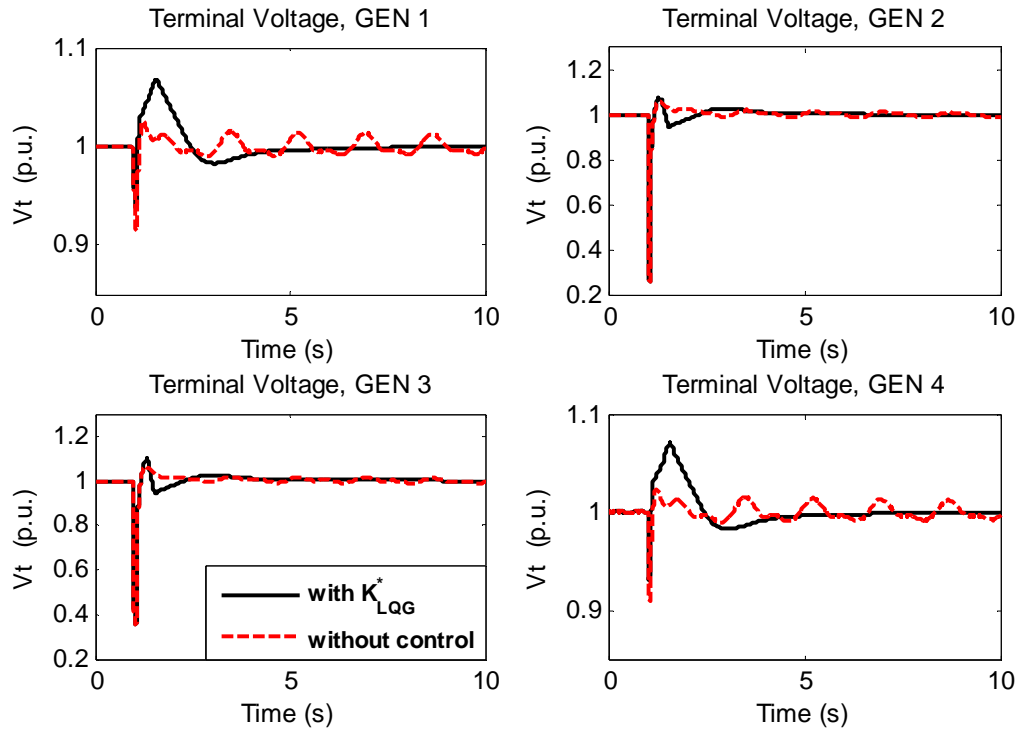 Terminal Voltage, GEN 1
1.1
1
0.9
Vt (p.u.)
0
5
10
Time (s)
Terminal Voltage, GEN 2
1.2
1
0.8
0.6
0.4
0.2
Vt (p.u.)
0
5
10
Time (s)
Terminal Voltage, GEN 3
1.2
1
0.8
0.6
0.4
0.2
Vt (p.u.)
0
5
10
Time (s)
with K*LQG
without control
Terminal Voltage, GEN 4
1.1
1
0.9
Vt (p.u.)
0
5
10
Time (s)